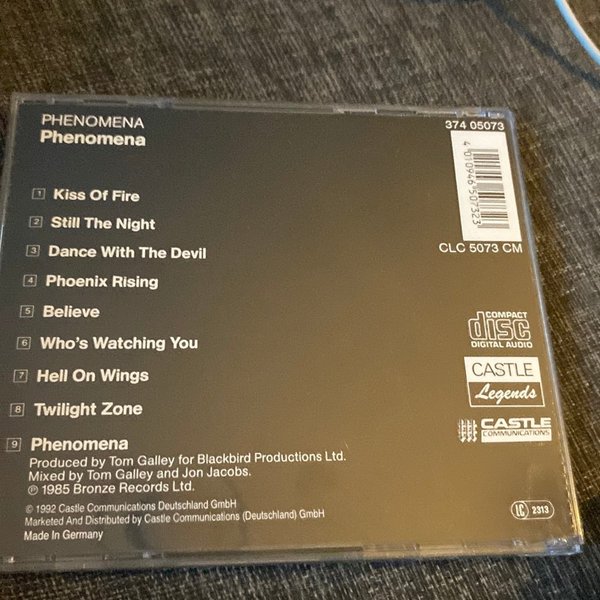 PHENOMENA
Phenomena
374 05073
4 010946 507323
CLC 5073 CM
1 Kiss Of Fire
2 Still The Night
3 Dance With The Devil
4 Phoenix Rising
5 Believe
6 Who's Watching You
7 Hell On Wings
8 Twilight Zone
9 Phenomena
COMPACT
disc
DIGITAL AUDIO
CASTLE
Legends
CASTLE
COMMUNICATIONS
Produced by Tom Galley for Blackbird Productions Ltd.
Mixed by Tom Galley and Jon Jacobs.
℗ 1985 Bronze Records Ltd.
© 1992 Castle Communications Deutschland GmbH
Marketed And Distributed by Castle Communications (Deutschland) GmbH
Made In Germany
LC 2313